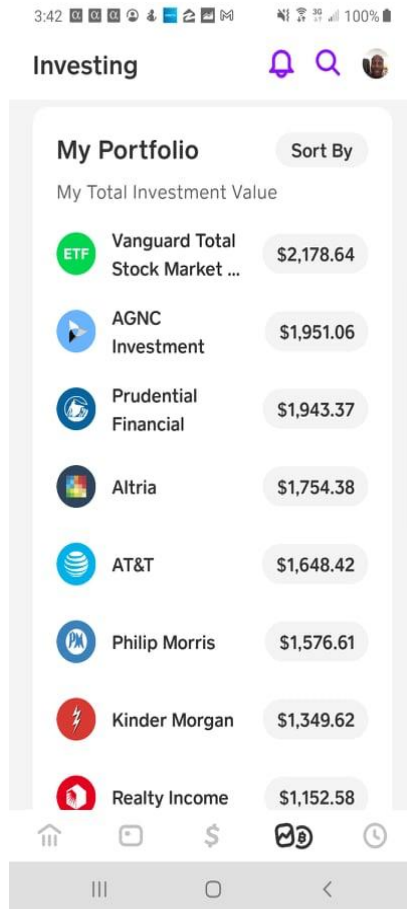 3:42
100%
Investing
My Portfolio
Sort By
My Total Investment Value
ETF
Vanguard Total
Stock Market ...
$2,178.64
AGNC
Investment
$1,951.06
Prudential
Financial
$1,943.37
Altria
$1,754.38
AT&T
$1,648.42
PM
Philip Morris
$1,576.61
Kinder Morgan
$1,349.62
Realty Income
$1,152.58
$